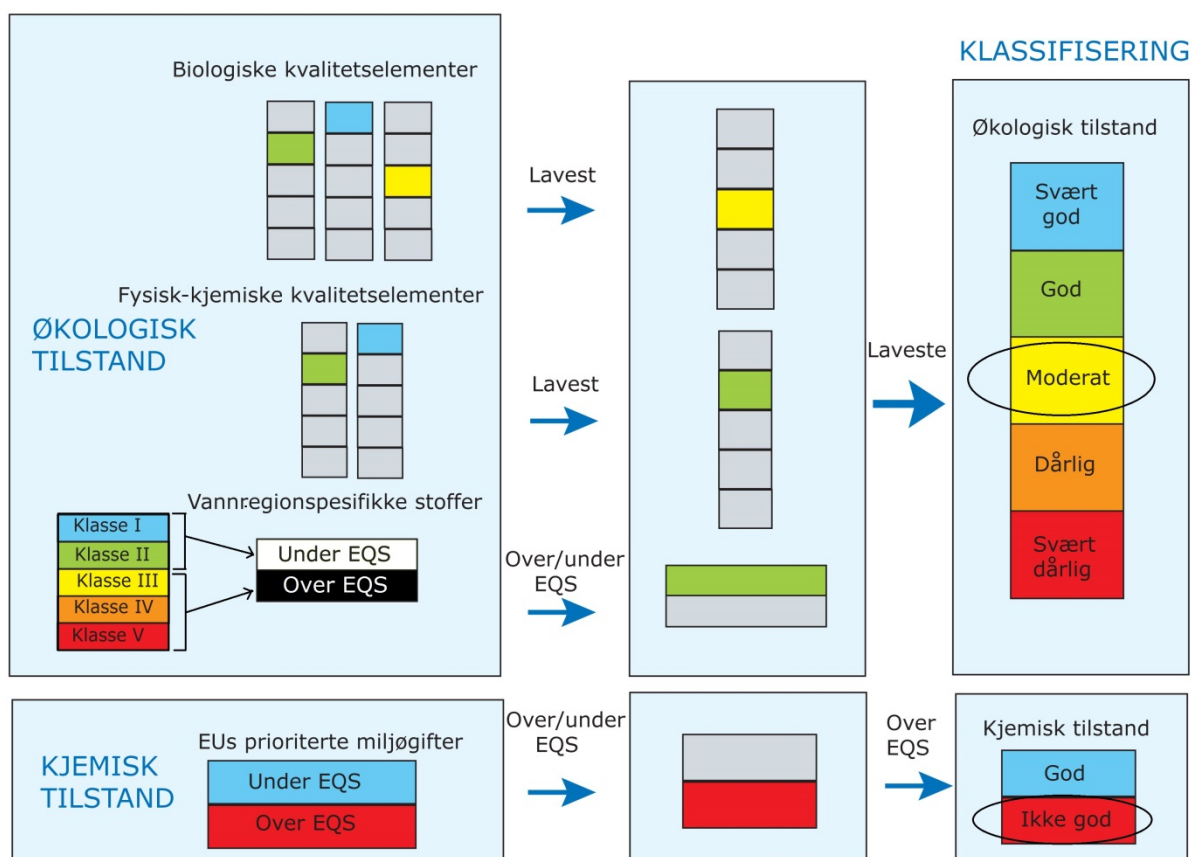 KLASSIFISERING
Biologiske kvalitetselementer
Lavest
Økologisk tilstand
Svært
god
God
Moderat
Dårlig
Svært
dårlig
Fysisk-kjemiske kvalitetselementer
ØKOLOGISK
TILSTAND
Lavest
Laveste
Vannregionspesifikke stoffer
Klasse I
Klasse II
Klasse III
Klasse IV
Klasse V
Under EQS
Over EQS
Over/under
EQS
KJEMISK
TILSTAND
EUs prioriterte miljøgifter
Under EQS
Over EQS
Over/under
EQS
Over
EQS
Kjemisk tilstand
God
Ikke god